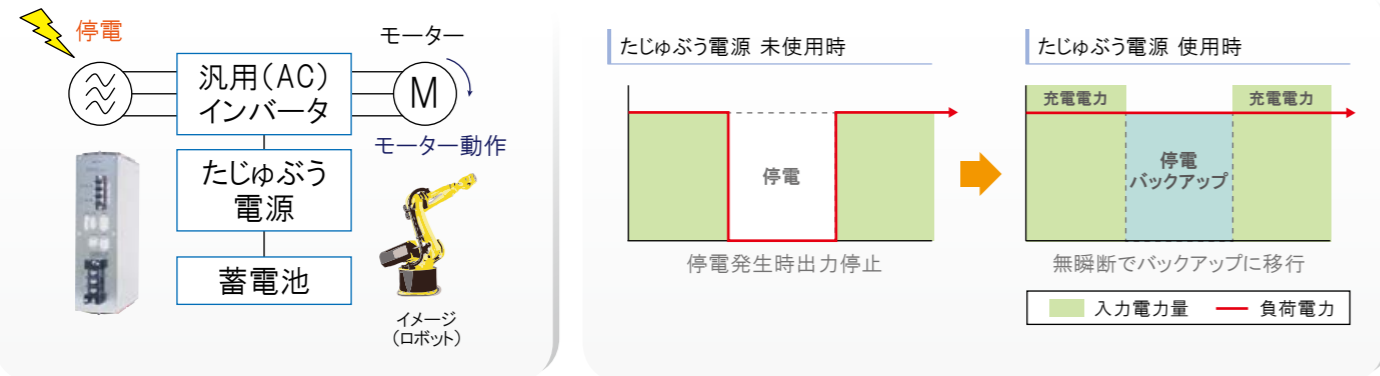 停電
モーター
汎用(AC)
インバータ
M
モーター動作
たじゅぶう
電源
蓄電池
イメージ
(ロボット)
たじゅぶう電源 未使用時
停電
停電発生時出力停止
たじゅぶう電源 使用時
充電電力
充電電力
停電
バックアップ
無瞬断でバックアップに移行
入力電力量
負荷電力